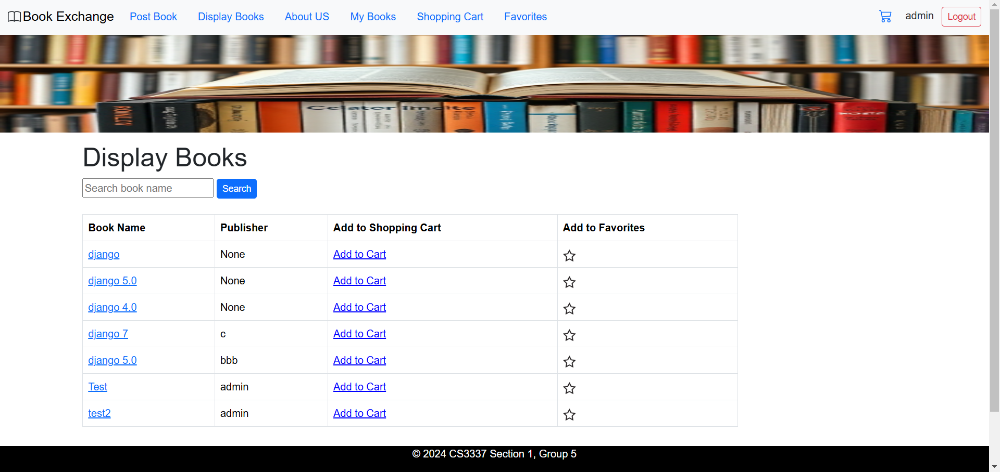 Book Exchange Post Book Display Books About US My Books Shopping Cart Favorites admin Logout
Display Books
Search book name Search
Book Name Publisher Add to Shopping Cart Add to Favorites
django None Add to Cart
django 5.0 None Add to Cart
django 4.0 None Add to Cart
django 7 c Add to Cart
django 5.0 bbb Add to Cart
Test admin Add to Cart
test2 admin Add to Cart
© 2024 CS3337 Section 1, Group 5